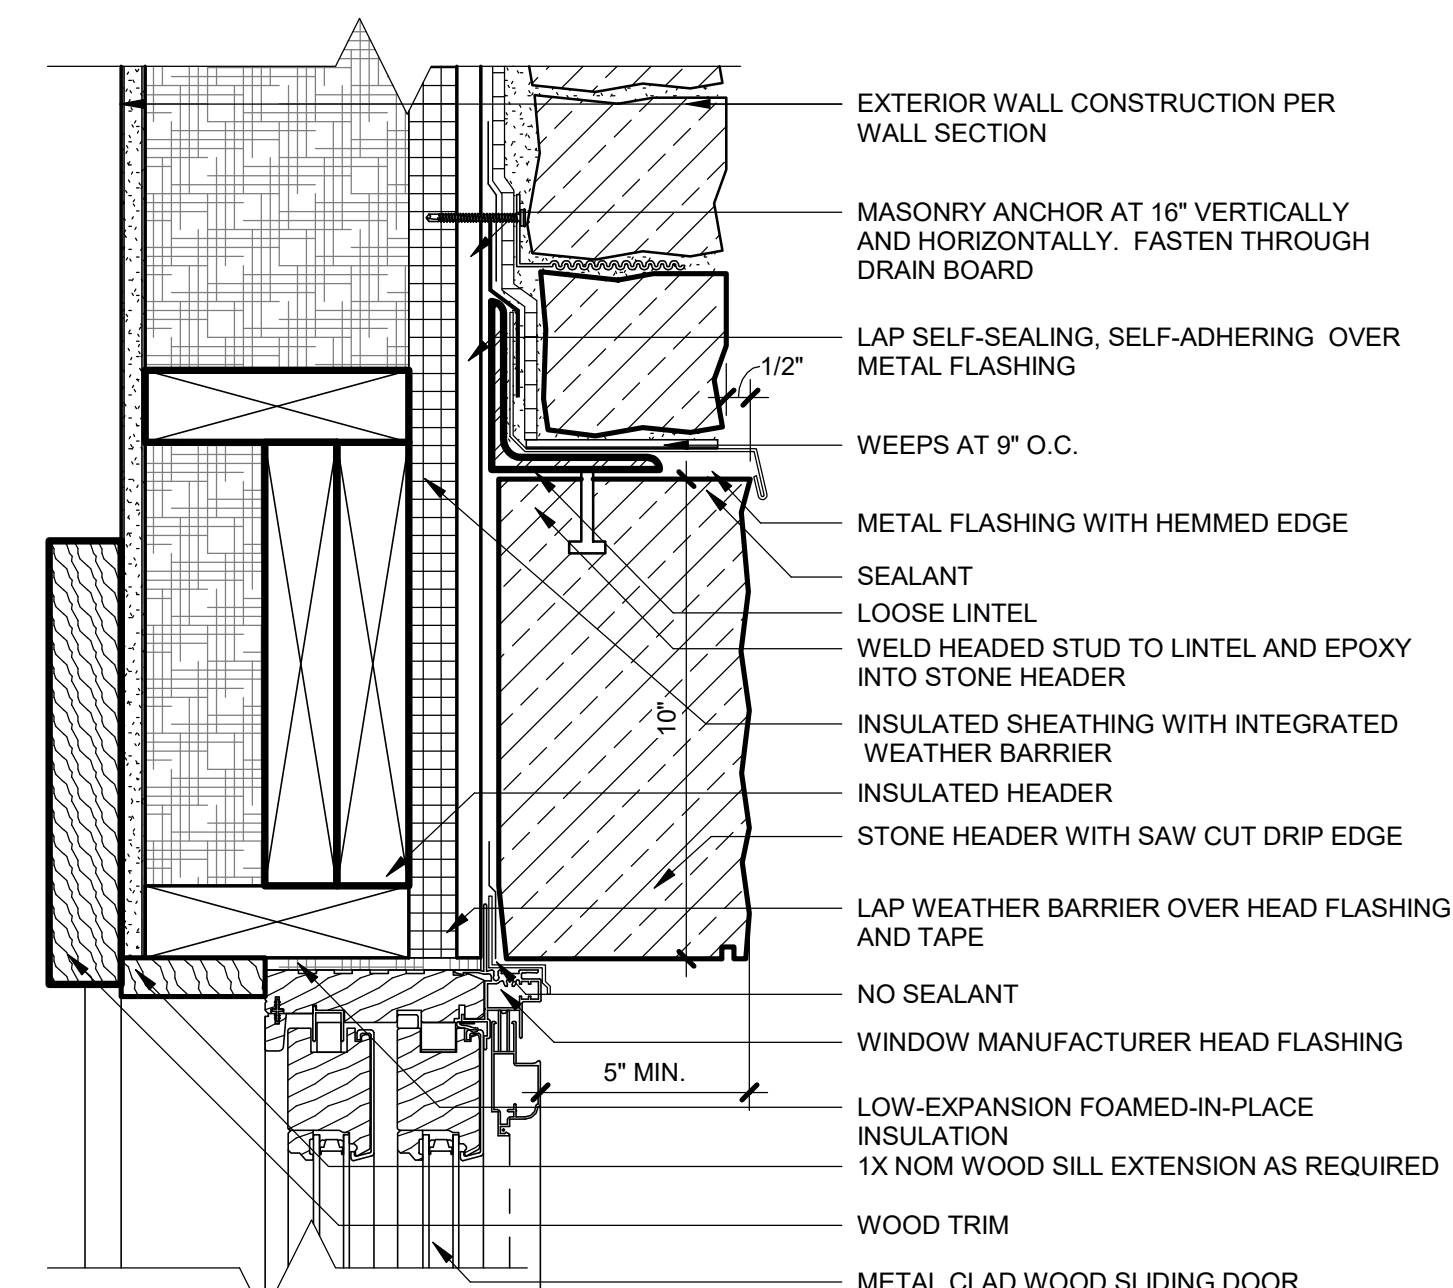 EXTERIOR WALL CONSTRUCTION PER
WALL SECTION
MASONRY ANCHOR AT 16" VERTICALLY
AND HORIZONTALLY.  FASTEN THROUGH
DRAIN BOARD
LAP SELF-SEALING, SELF-ADHERING  OVER
METAL FLASHING
1/2"
WEEPS AT 9" O.C.
METAL FLASHING WITH HEMMED EDGE
SEALANT
LOOSE LINTEL
WELD HEADED STUD TO LINTEL AND EPOXY
INTO STONE HEADER
10"
INSULATED SHEATHING WITH INTEGRATED
WEATHER BARRIER
INSULATED HEADER
STONE HEADER WITH SAW CUT DRIP EDGE
LAP WEATHER BARRIER OVER HEAD FLASHING
AND TAPE
NO SEALANT
WINDOW MANUFACTURER HEAD FLASHING
5" MIN.
LOW-EXPANSION FOAMED-IN-PLACE
INSULATION
1X NOM WOOD SILL EXTENSION AS REQUIRED
WOOD TRIM
METAL CLAD WOOD SLIDING DOOR